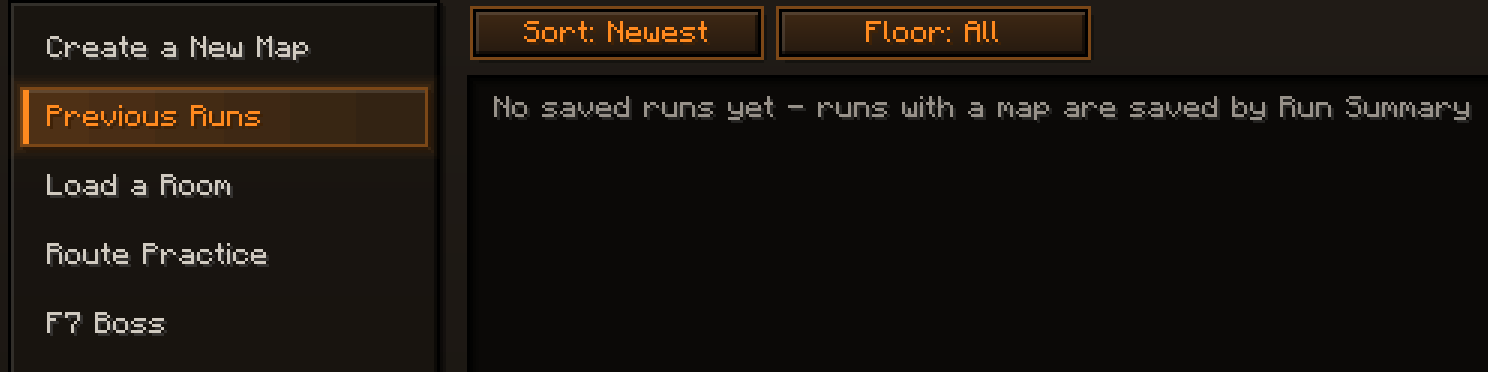 Create a New Map
Previous Runs
Load a Room
Route Practice
F7 Boss
Sort: Newest
Floor: All
No saved runs yet – runs with a map are saved by Run Summary